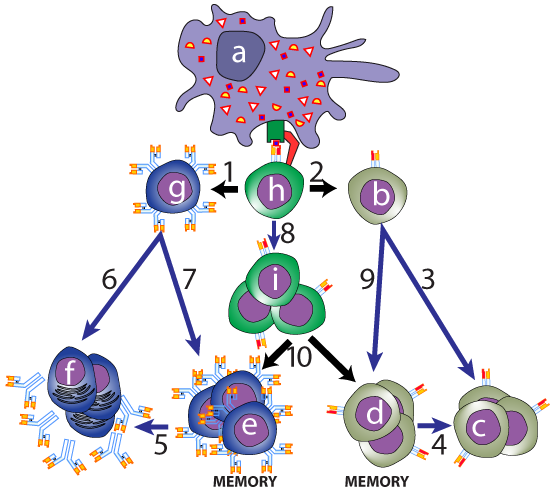 a
g 1 h 2 b
8
6 7 i 9 3
10
f e d c
5 4
MEMORY MEMORY